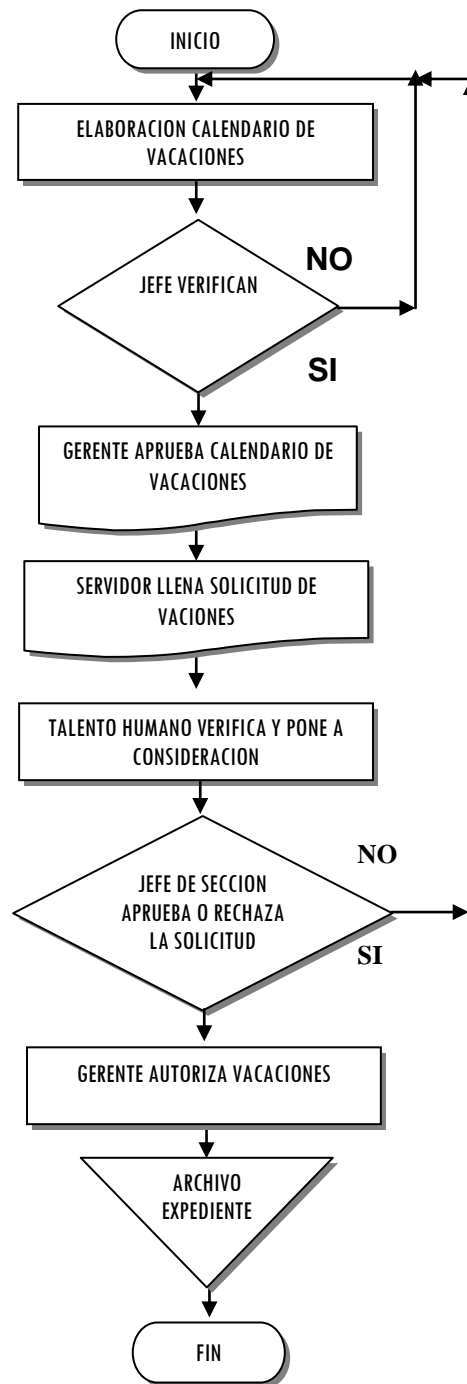 INICIO
ELABORACION CALENDARIO DE
VACACIONES
JEFE VERIFICAN
NO
SI
GERENTE APRUEBA CALENDARIO DE
VACACIONES
SERVIDOR LLENA SOLICITUD DE
VACIONES
TALENTO HUMANO VERIFICA Y PONE A
CONSIDERACION
JEFE DE SECCION
APRUEBA O RECHAZA
LA SOLICITUD
NO
SI
GERENTE AUTORIZA VACACIONES
ARCHIVO
EXPEDIENTE
FIN